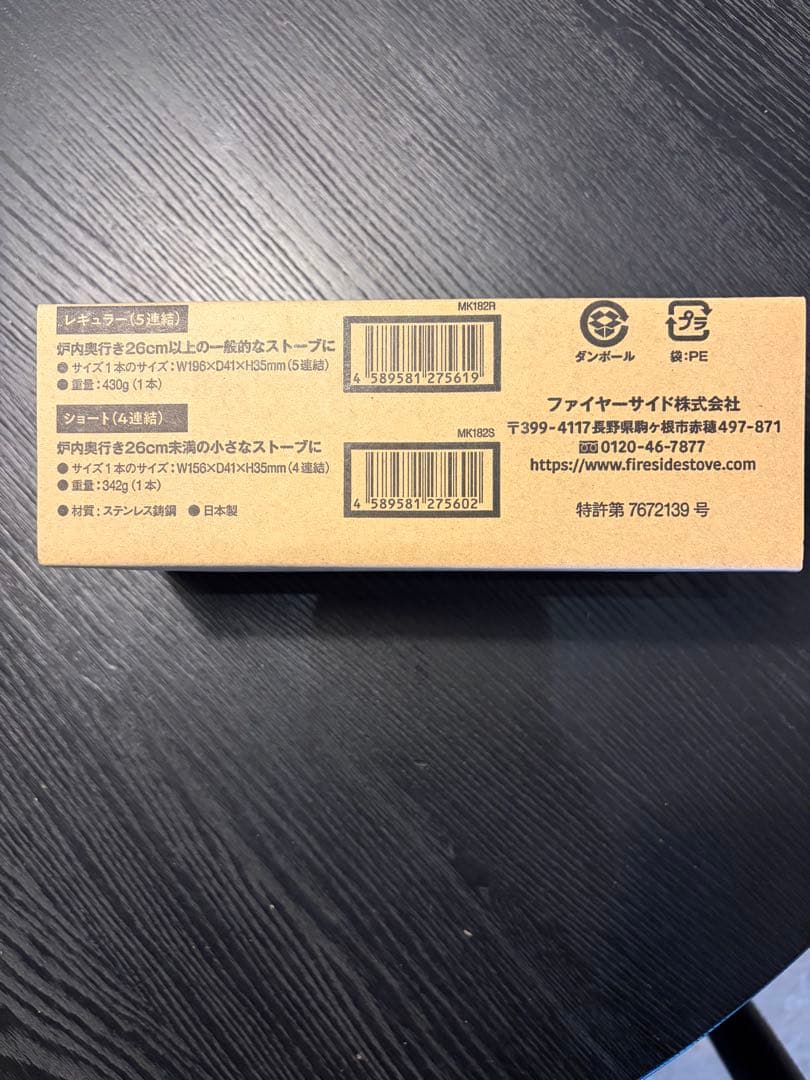 レギュラー(5連結)
炉内奥行き26cm以上の一般的なストーブに
● サイズ1本のサイズ:W196×D41×H35mm(5連結)
● 重量:430g(1本)
MK182R
4 589581 275619
ショート(4連結)
炉内奥行き26cm未満の小さなストーブに
● サイズ1本のサイズ:W156×D41×H35mm(4連結)
● 重量:342g(1本)
● 材質:ステンレス鋳鋼 ● 日本製
MK182S
4 589581 275602
ダンボール
プラ
袋:PE
ファイヤーサイド株式会社
〒399-4117長野県駒ヶ根市赤穂497-871
0120-46-7877
https://www.firesidestove.com
特許第7672139号